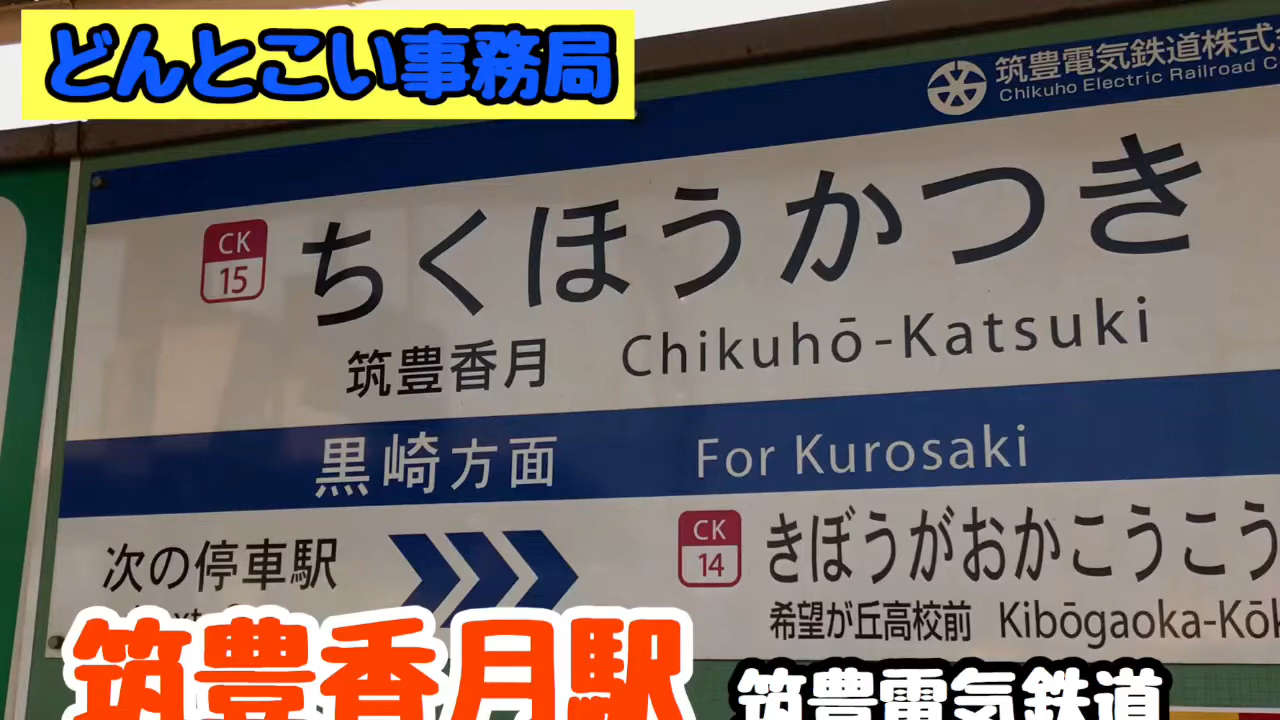 どんとこい事務局
筑豊電気鉄道株式
Chikuho Electric Railroad
CK
15
ちくほうかつき
筑豊香月 Chikuhō-Katsuki
黒崎方面 For Kurosaki
次の停車駅
CK
14
きぼうがおかこうこう
希望が丘高校前 Kibōgaoka-Kō
筑豊香月駅
筑豊電気鉄道